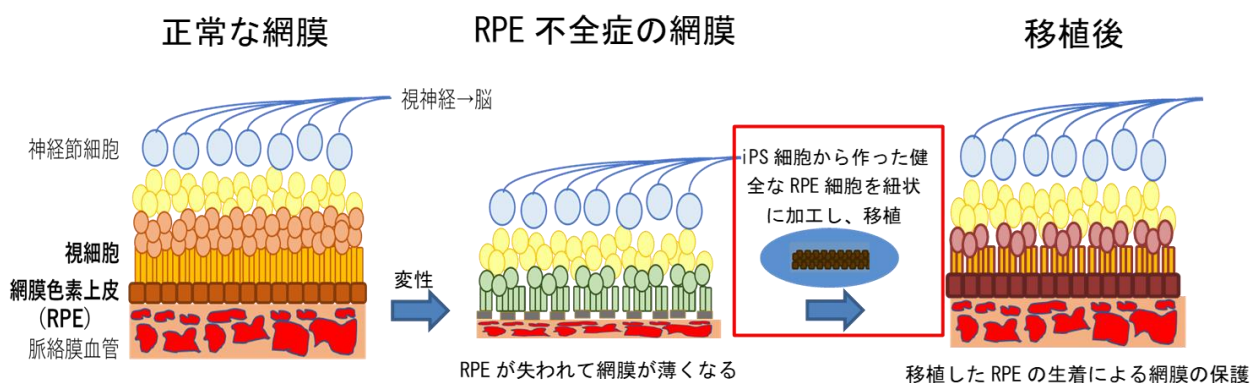 正常な網膜
RPE 不全症の網膜
移植後
視神経→脳
神経節細胞
視細胞
網膜色素上皮
(RPE)
脈絡膜血管
変性
iPS 細胞から作った健
全な RPE 細胞を紐状
に加工し、移植
RPE が失われて網膜が薄くなる
移植した RPE の生着による網膜の保護